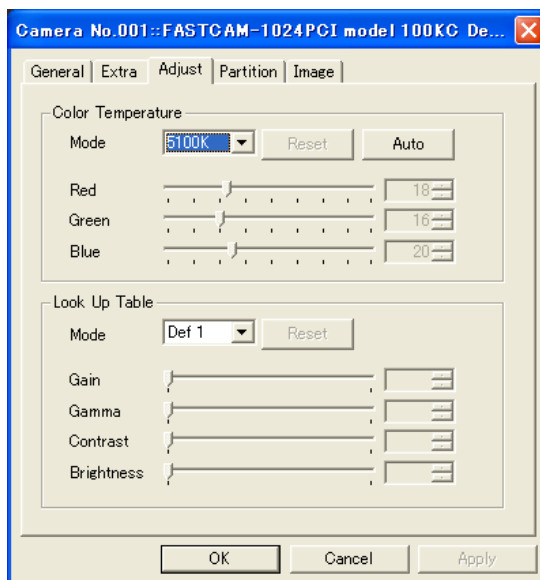 Camera No.001::FASTCAM-1024PCI model 100KC De...
General Extra Adjust Partition Image
Color Temperature
Mode 5100K Reset Auto
Red 18
Green 16
Blue 20
Look Up Table
Mode Def 1 Reset
Gain
Gamma
Contrast
Brightness
OK Cancel Apply